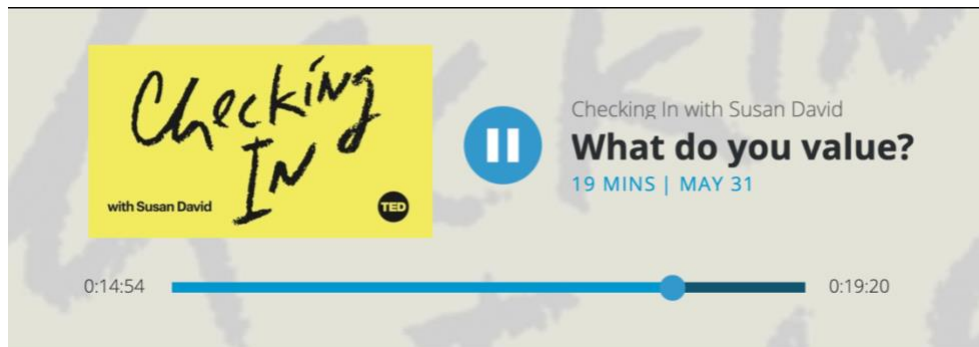 Checking
IN
with Susan David
TED
Checking In with Susan David
What do you value?
19 MINS | MAY 31
0:14:54
0:19:20